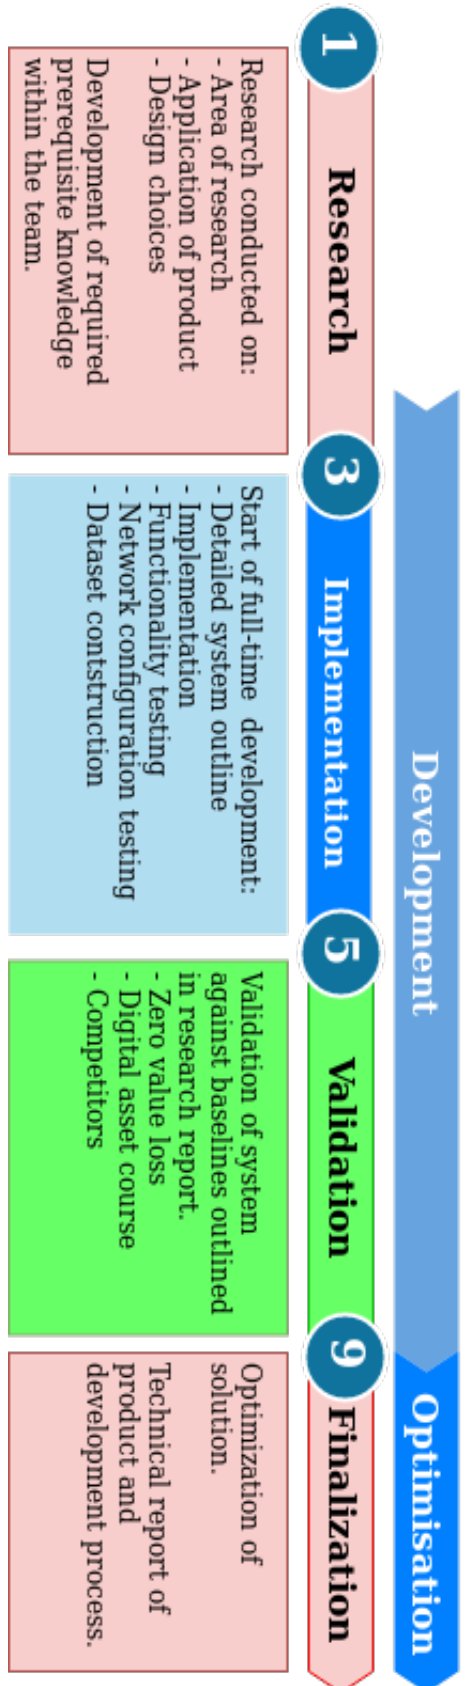 Development
Optimisation
1
Research
3
Implementation
5
Validation
9
Finalization
Research conducted on:
- Area of research
- Application of product
- Design choices
Development of required
prerequisite knowledge
within the team.
Start of full-time development:
- Detailed system outline
- Implementation
- Functionality testing
- Network configuration testing
- Dataset contstruction
Validation of system
against baselines outlined
in research report.
- Zero value loss
- Digital asset course
- Competitors
Optimization of
solution.
Technical report of
product and
development process.